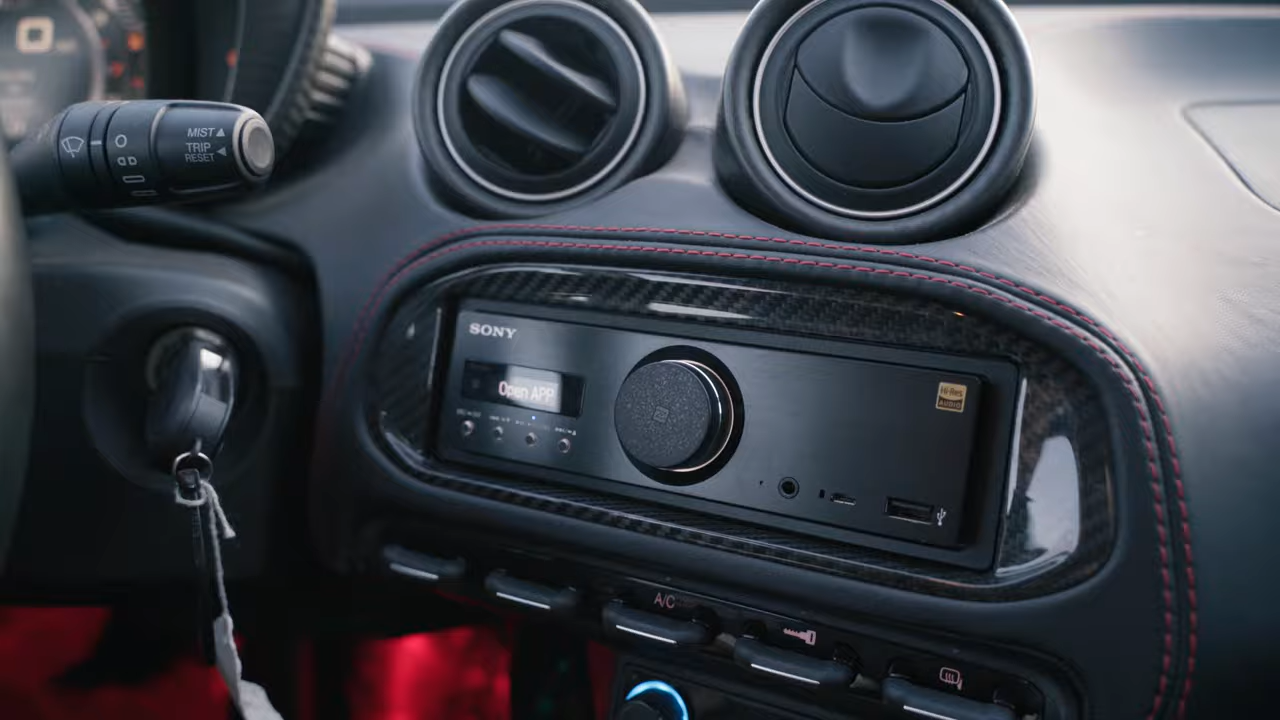 MIST
TRIP
RESET
SONY
Open APP
Hi-Res
AUDIO
A/C